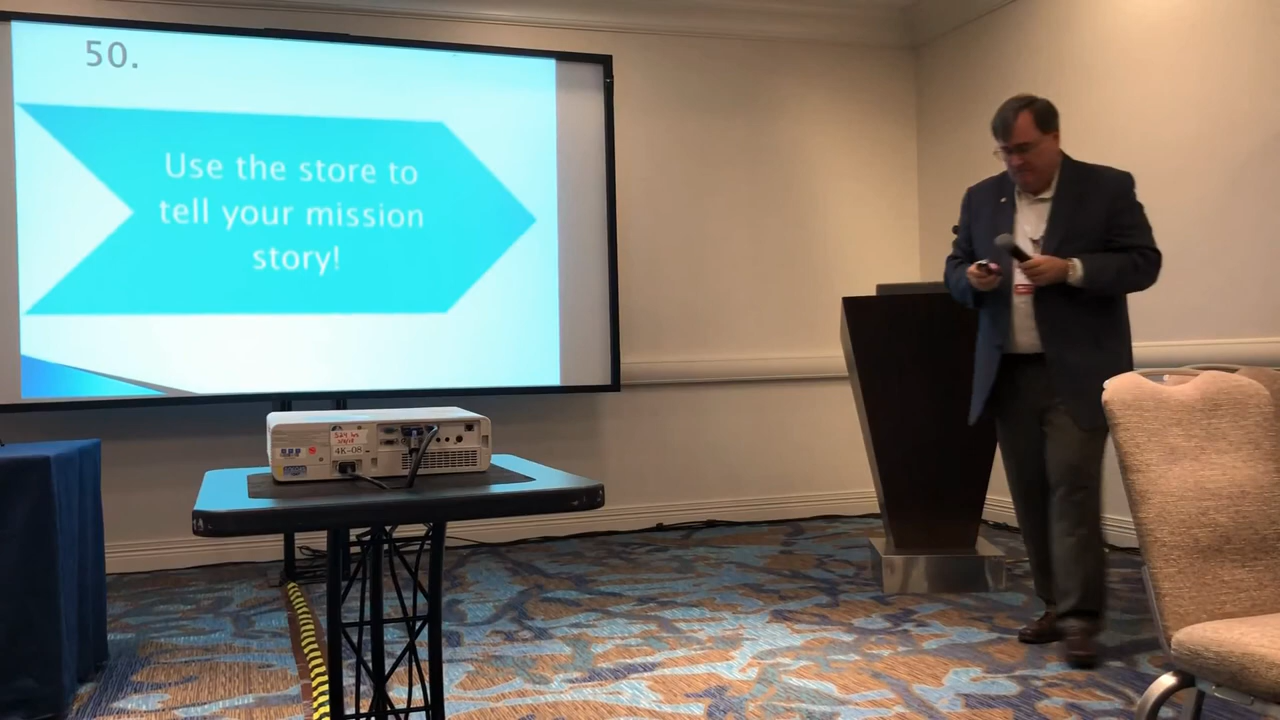 50.
Use the store to
tell your mission
story!
4K-08